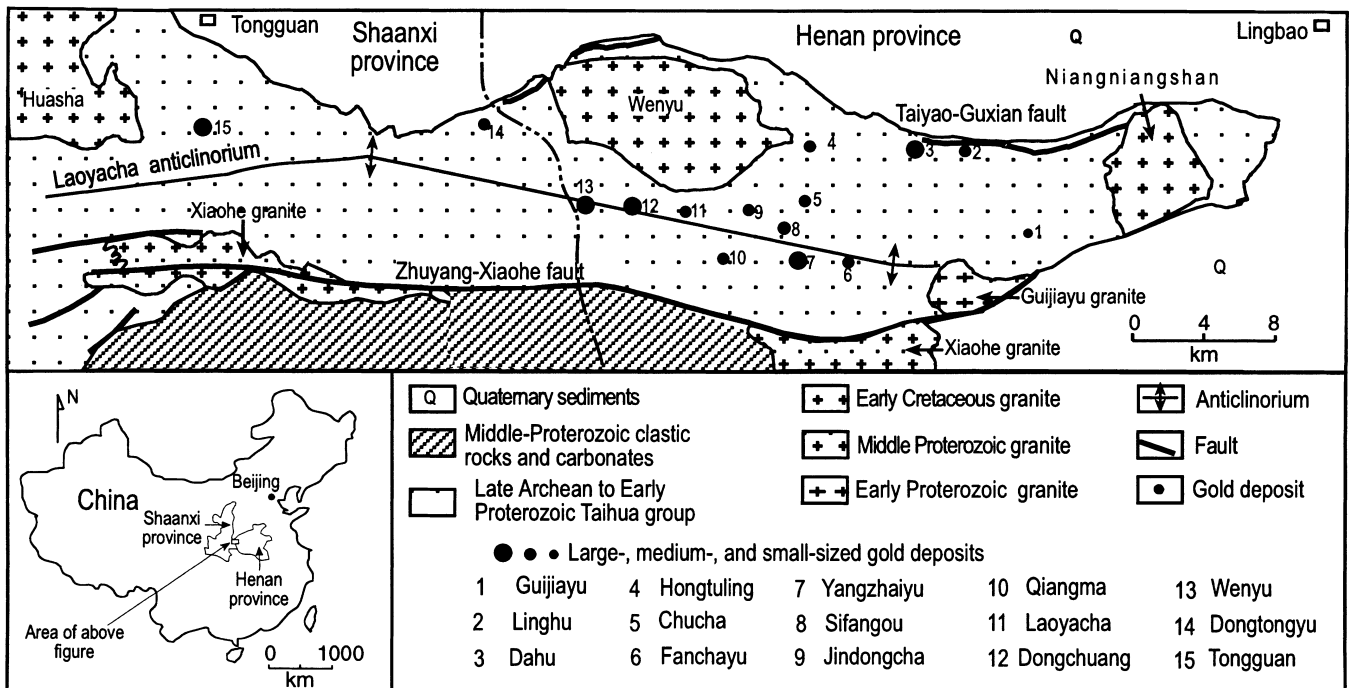 Tongguan
Shaanxi
province
Henan province
Q
Lingbao
Niangniangshan
Huasha
Wenyu
15
14
Taiyao-Guxian fault
4
3
2
Laoyacha anticlinorium
13
12
11
9
5
8
1
Xiaohe granite
10
7
6
Q
Zhuyang-Xiaohe fault
Guijiayu granite
0 4 8
km
Xiaohe granite
N
China
Beijing
Shaanxi
province
Henan
province
Area of above
figure
0 1000
km
Q Quaternary sediments
Middle-Proterozoic clastic
rocks and carbonates
Late Archean to Early
Proterozoic Taihua group
Early Cretaceous granite
Middle Proterozoic granite
Early Proterozoic granite
Anticlinorium
Fault
Gold deposit
Large-, medium-, and small-sized gold deposits
1 Guijiayu 4 Hongtuling 7 Yangzhaiyu 10 Qiangma 13 Wenyu
2 Linghu 5 Chucha 8 Sifangou 11 Laoyacha 14 Dongtongyu
3 Dahu 6 Fanchayu 9 Jindongcha 12 Dongchuang 15 Tongguan